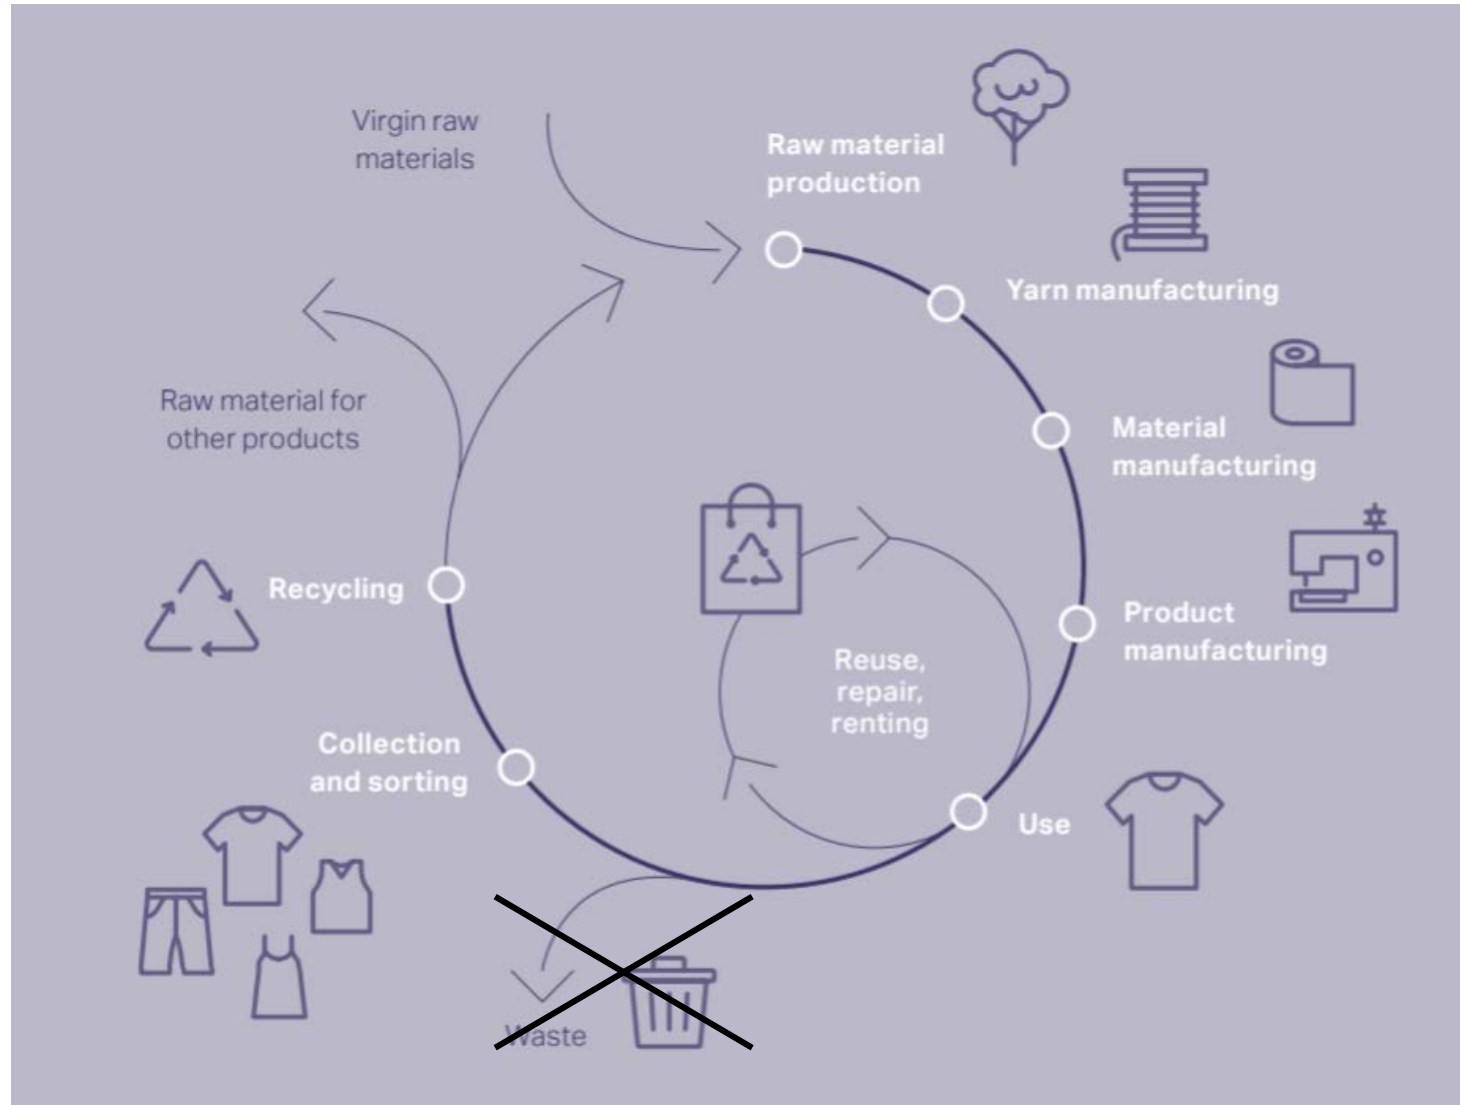 Virgin raw
materials
Raw material
production
Yarn manufacturing
Raw material for
other products
Material
manufacturing
Recycling
Product
manufacturing
Reuse,
repair,
renting
Collection
and sorting
Use
Waste